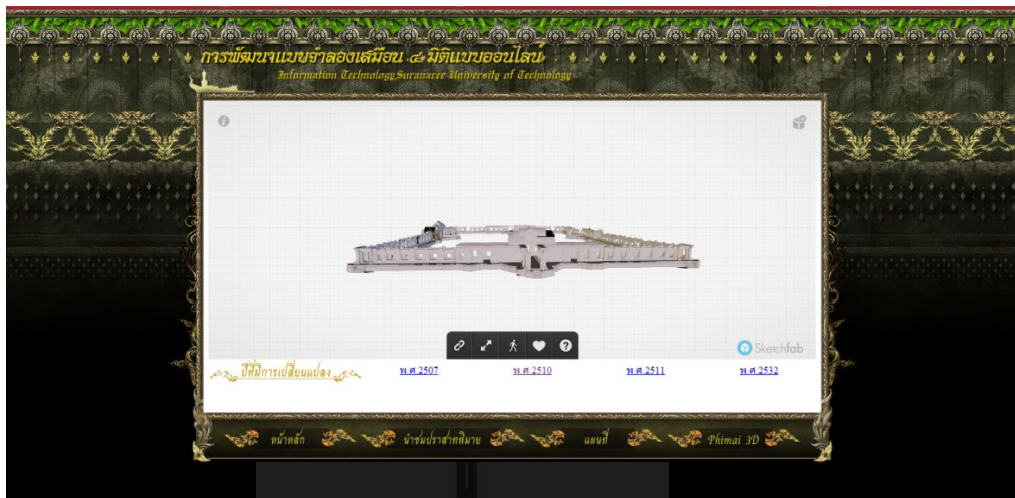 การพัฒนาแบบจำลองเสมือน ๔ มิติแบบออนไลน์
Information Technology Suranaree University of Technology
Sketchfab
ปีที่มีการเปลี่ยนแปลง พ.ศ.2507 พ.ศ.2510 พ.ศ.2511 พ.ศ.2532
หน้าหลัก นำชมปราสาทพิมาย แผนที่ Phimai 3D